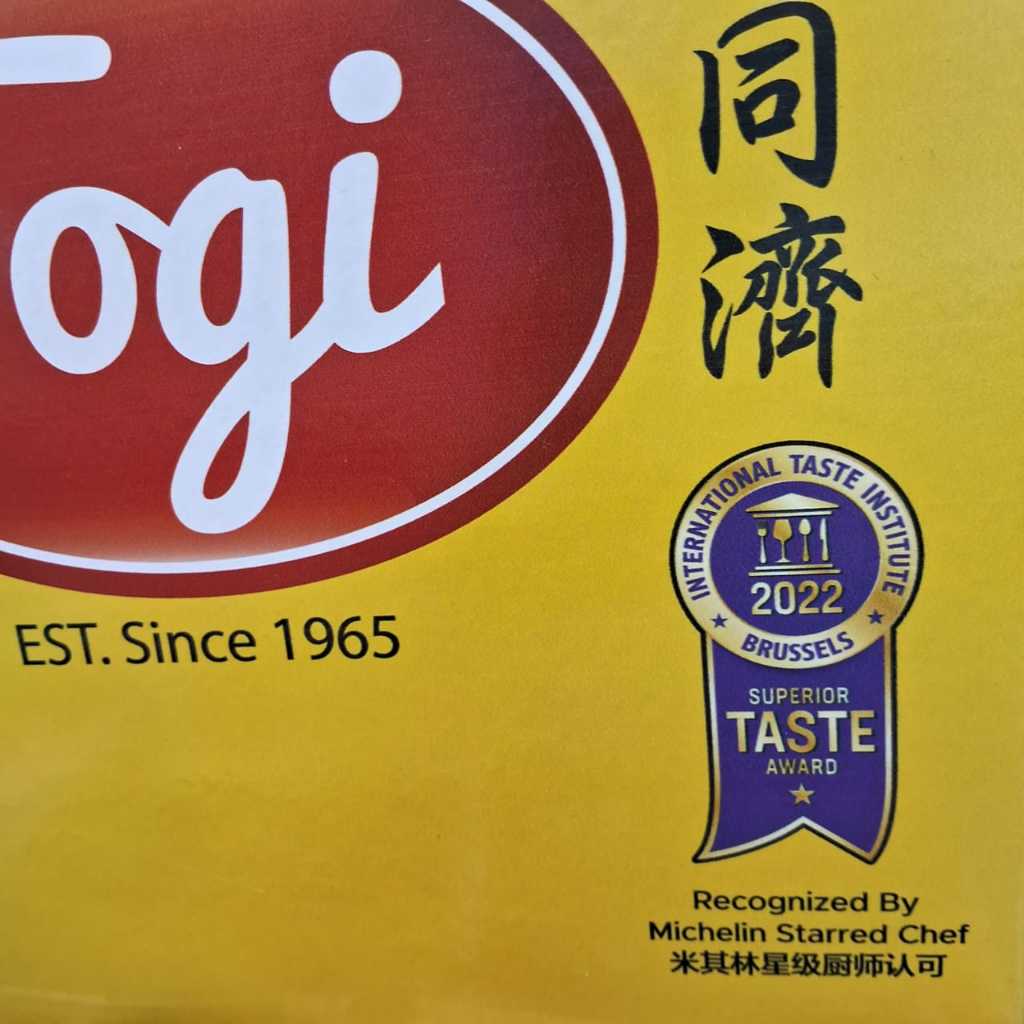 Togi
同
濟
EST. Since 1965
INTERNATIONAL TASTE INSTITUTE
2022
BRUSSELS
SUPERIOR
TASTE
AWARD
Recognized By
Michelin Starred Chef
米其林星级厨师认可